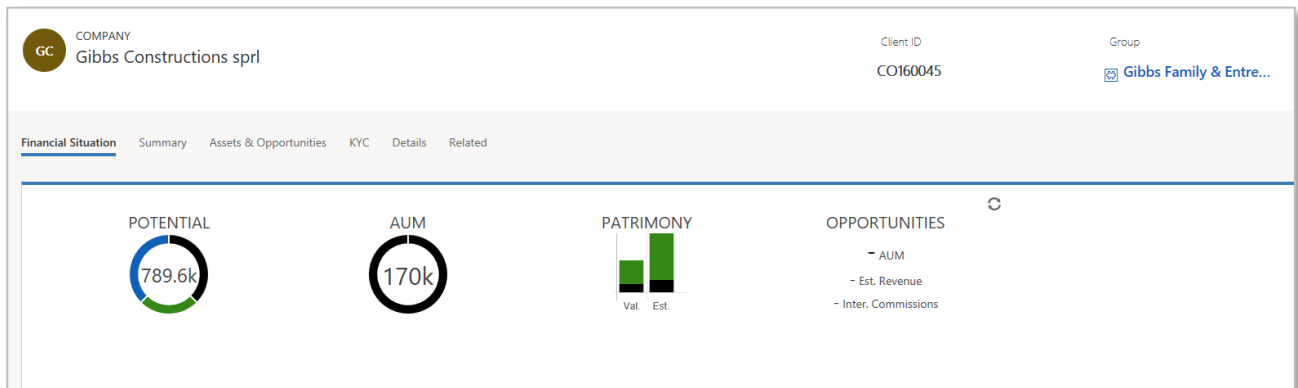 COMPANY
GC
Gibbs Constructions sprl
Client ID
CO160045
Group
Gibbs Family & Entre...
Financial Situation Summary Assets & Opportunities KYC Details Related
POTENTIAL
789.6k
AUM
170k
PATRIMONY
Val. Est.
OPPORTUNITIES
- AUM
- Est. Revenue
- Inter. Commissions